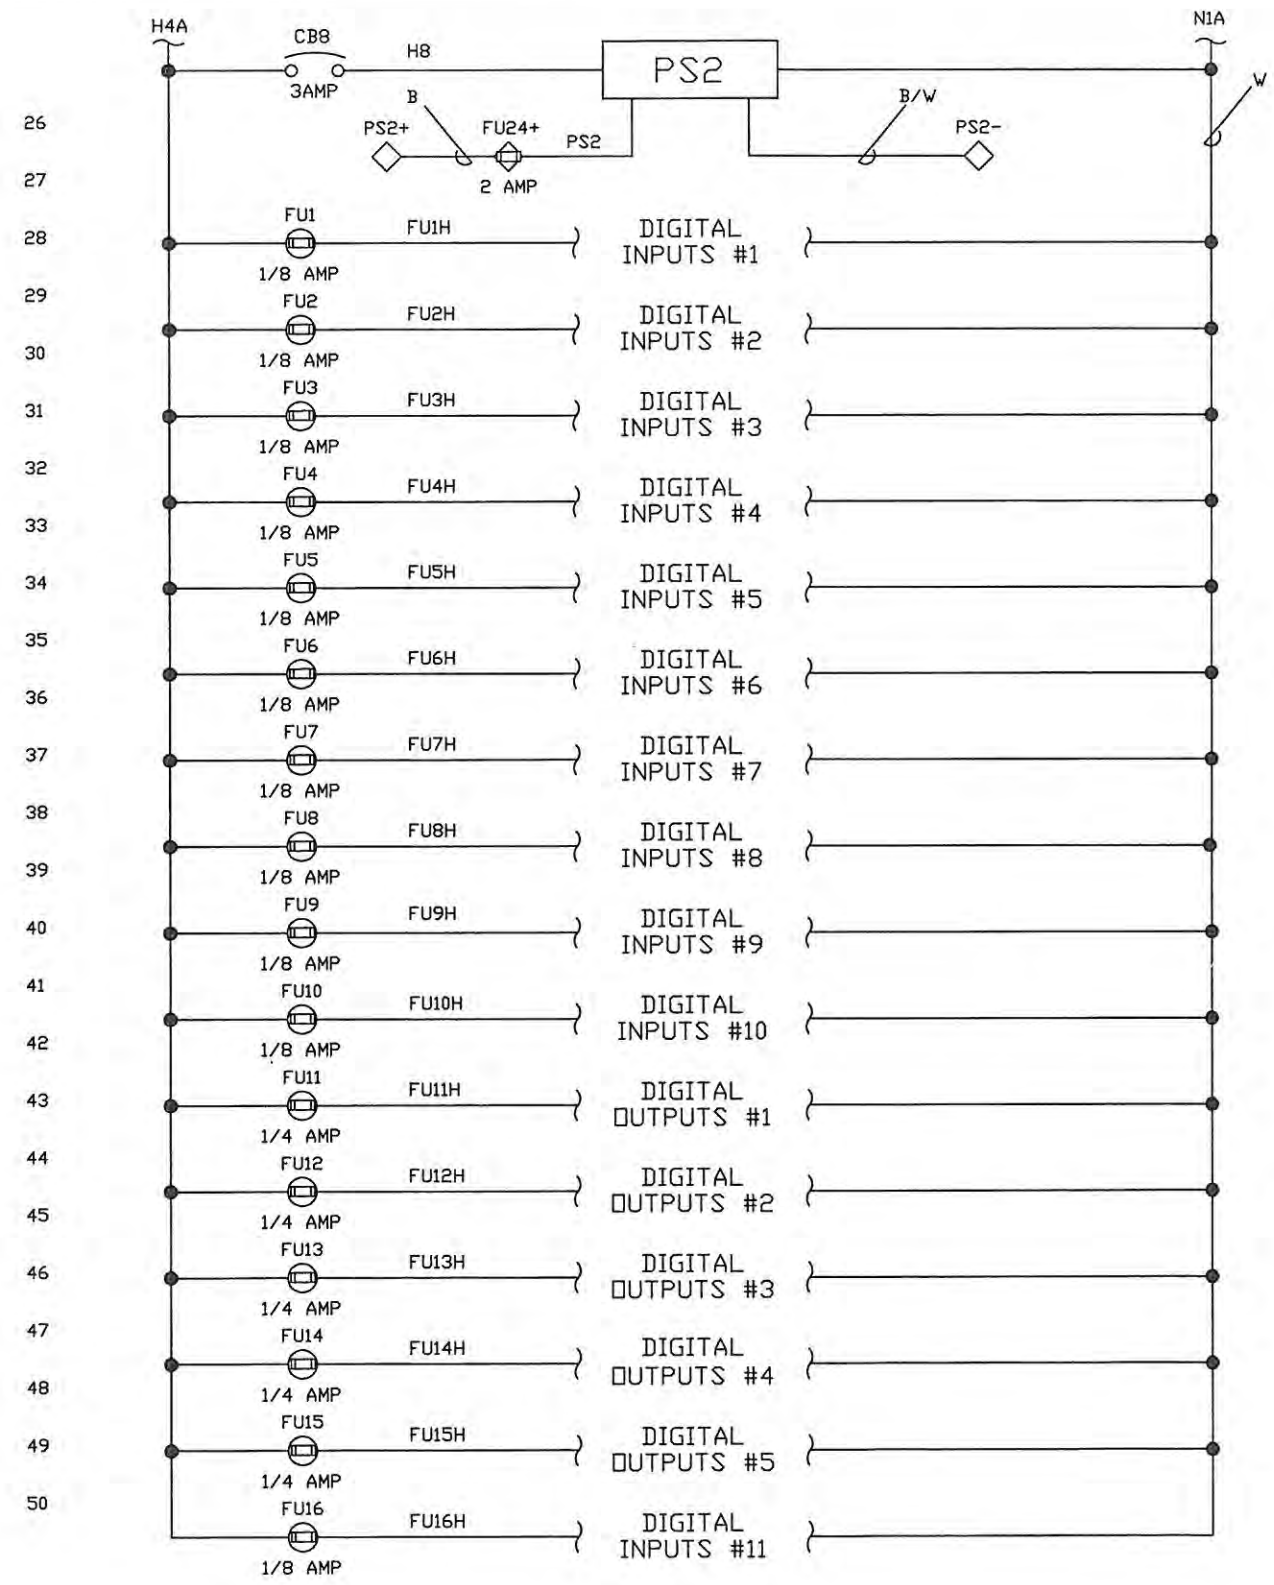 H4A
N1A
CB8
H8
PS2
3AMP
W
B
B/W
26
PS2+
FU24+
PS2
PS2-
27
2 AMP
FU1
28
FU1H
DIGITAL
INPUTS #1
1/8 AMP
29
FU2
FU2H
DIGITAL
INPUTS #2
30
1/8 AMP
FU3
31
FU3H
DIGITAL
INPUTS #3
1/8 AMP
32
FU4
FU4H
DIGITAL
INPUTS #4
33
1/8 AMP
FU5
34
FU5H
DIGITAL
INPUTS #5
1/8 AMP
35
FU6
FU6H
DIGITAL
INPUTS #6
36
1/8 AMP
FU7
37
FU7H
DIGITAL
INPUTS #7
1/8 AMP
38
FU8
FU8H
DIGITAL
INPUTS #8
39
1/8 AMP
FU9
40
FU9H
DIGITAL
INPUTS #9
1/8 AMP
41
FU10
FU10H
DIGITAL
INPUTS #10
42
1/8 AMP
FU11
43
FU11H
DIGITAL
OUTPUTS #1
1/4 AMP
44
FU12
FU12H
DIGITAL
OUTPUTS #2
45
1/4 AMP
FU13
46
FU13H
DIGITAL
OUTPUTS #3
1/4 AMP
47
FU14
FU14H
DIGITAL
OUTPUTS #4
48
1/4 AMP
FU15
49
FU15H
DIGITAL
OUTPUTS #5
1/4 AMP
50
FU16
FU16H
DIGITAL
INPUTS #11
1/8 AMP